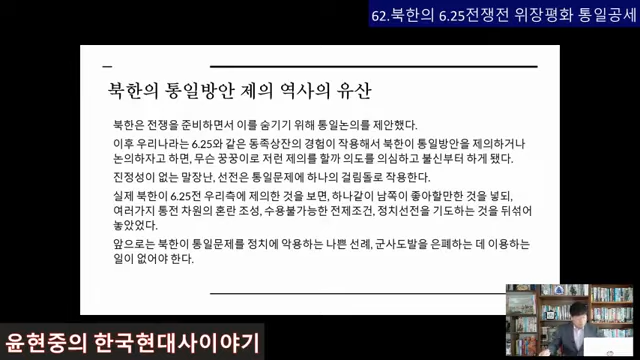 62.북한의 6.25전쟁전 위장평화 통일공세
북한의 통일방안 제의 역사의 유산
북한은 전쟁을 준비하면서 이를 숨기기 위해 통일논의를 제안했다.
이후 우리나라는 6.25와 같은 동족상잔의 경험이 작용해서 북한이 통일방안을 제의하거나
논의하자고 하면, 무슨 꿍꿍이로 저런 제의를 할까 의도를 의심하고 불신부터 하게 됐다.
진정성이 없는 말장난, 선전은 통일문제에 하나의 걸림돌로 작용한다.
실제 북한이 6.25전 우리측에 제의한 것을 보면, 하나같이 남쪽이 좋아할만한 것을 넣되,
여러가지 통전 차원의 혼란 조성, 수용불가능한 전제조건, 정치선전을 기도하는 것을 뒤섞어
놓았었다.
앞으로는 북한이 통일문제를 정치에 악용하는 나쁜 선례, 군사도발을 은폐하는 데 이용하는
일이 없어야 한다.
윤현중의 한국현대사이야기